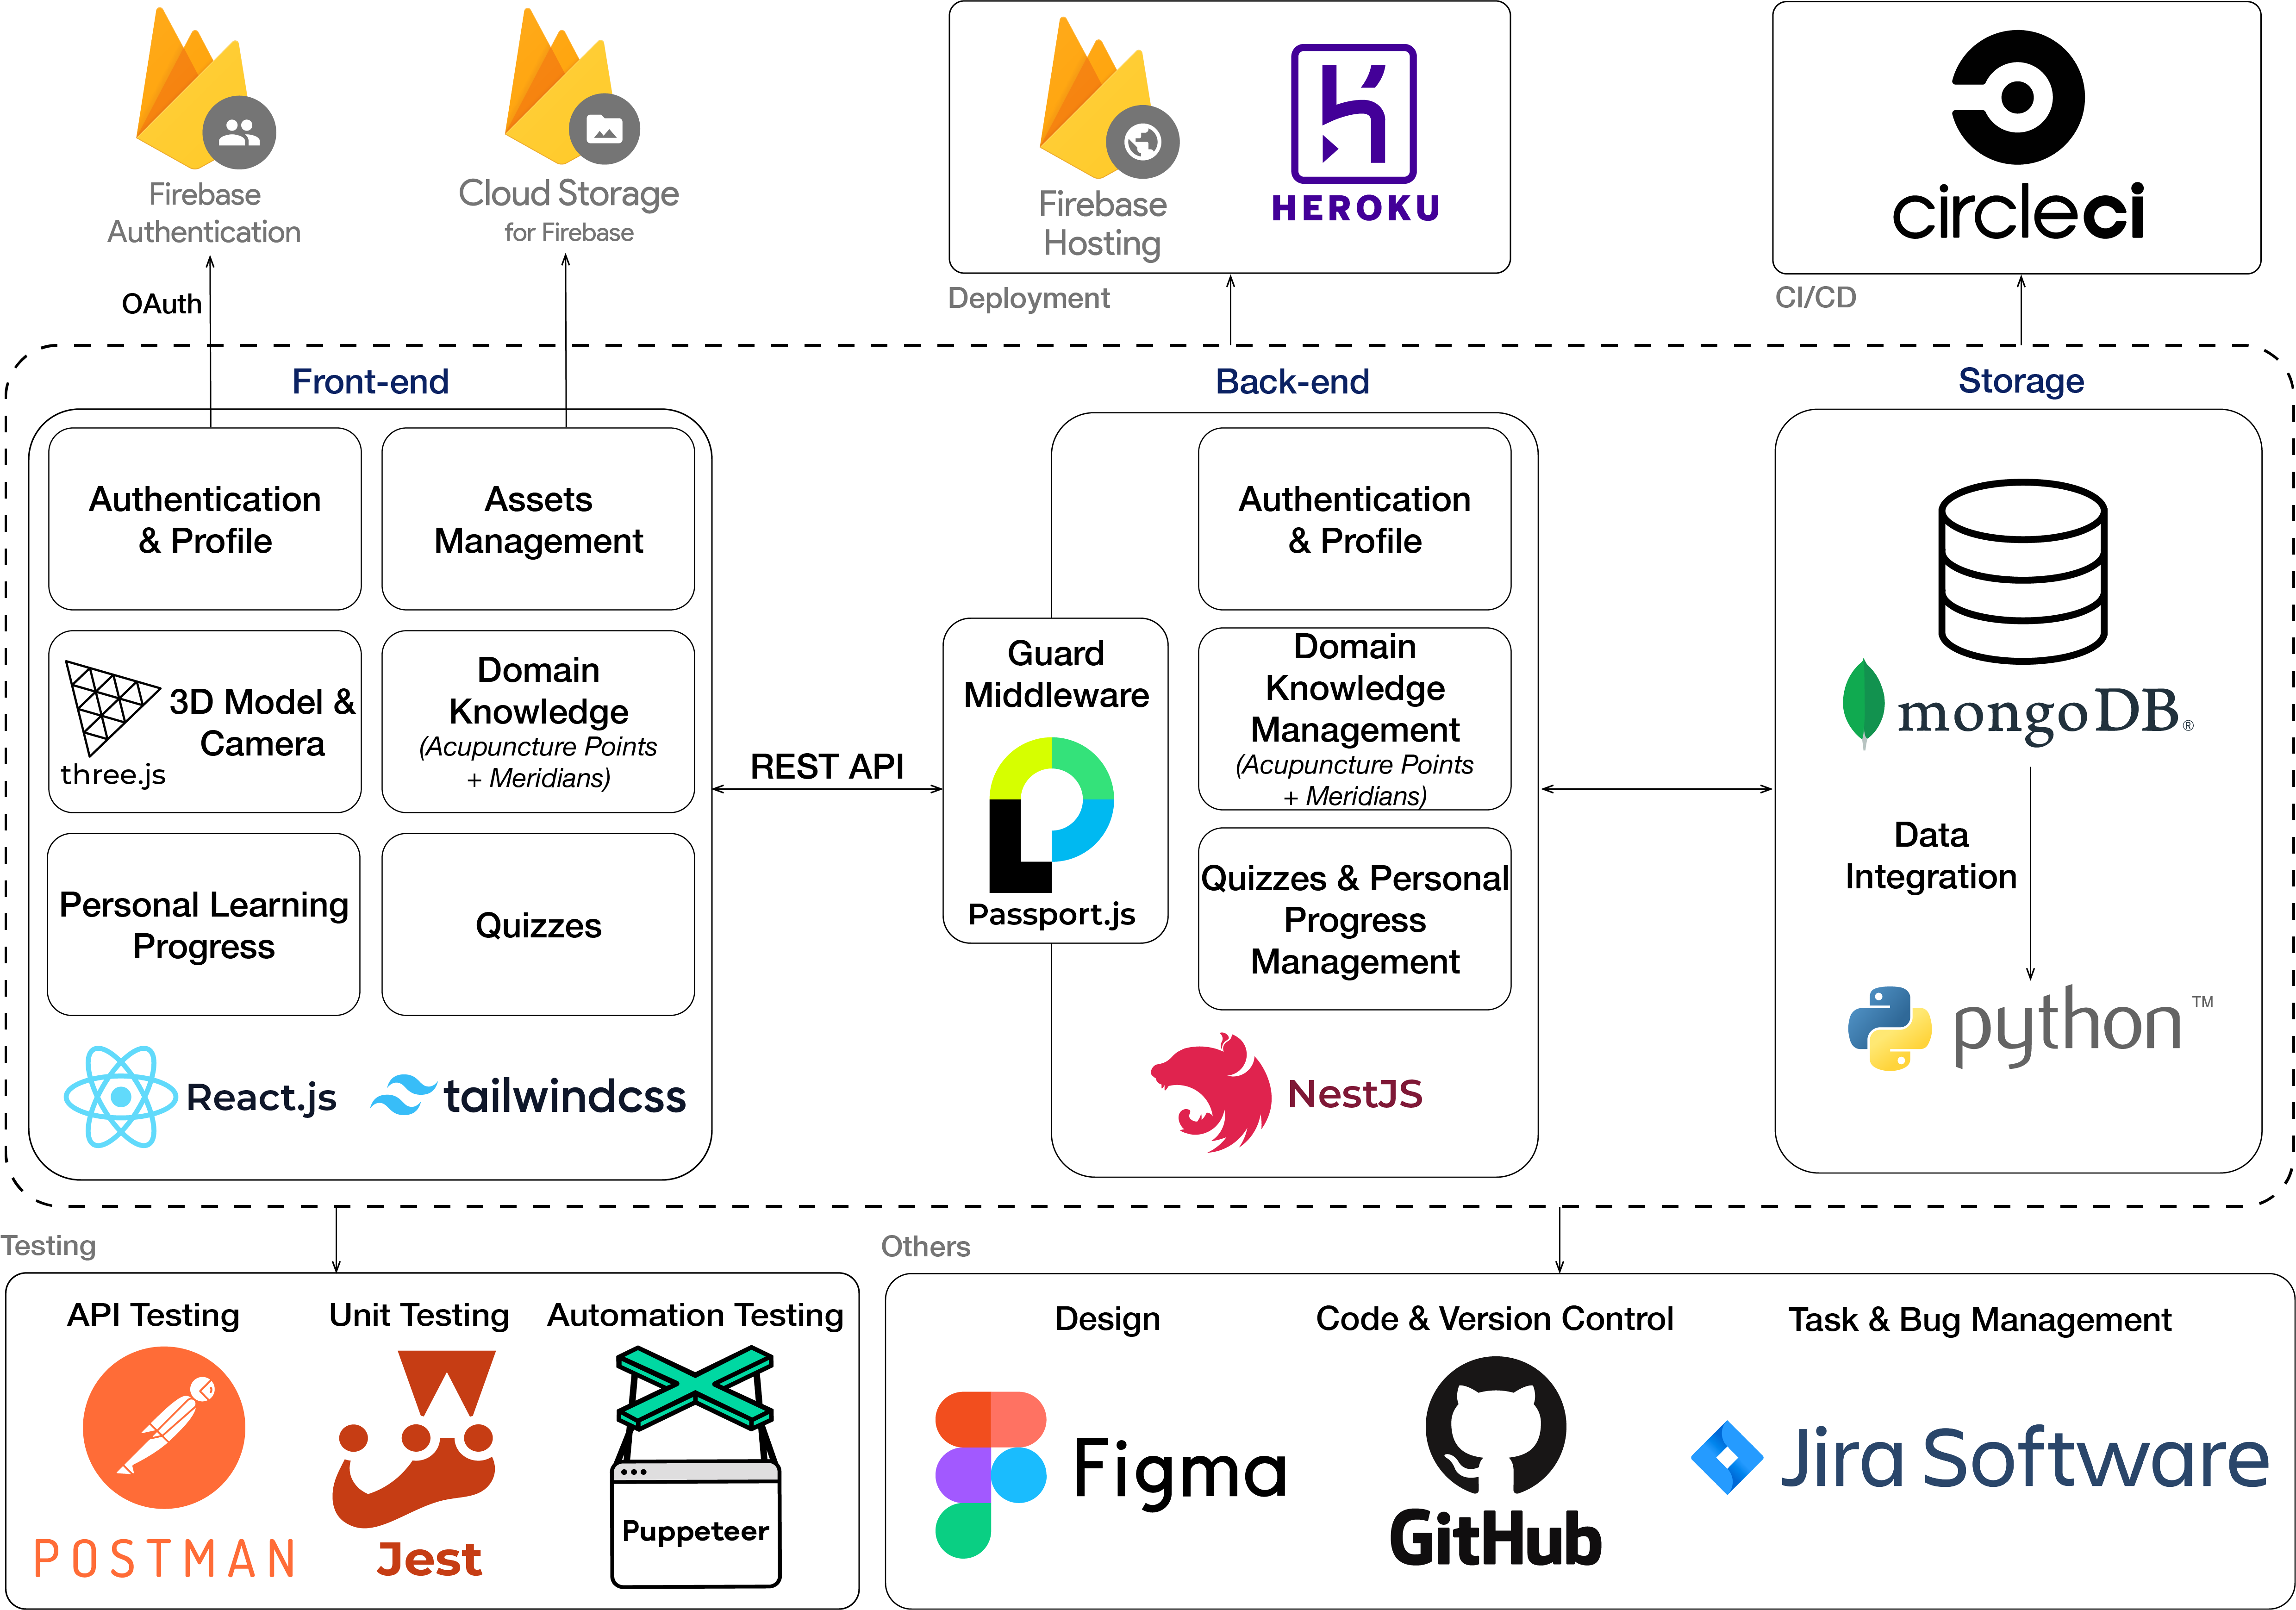 Firebase
Authentication
Cloud Storage
for Firebase
Firebase
Hosting
HEROKU
circleci
OAuth
Deployment
CI/CD
Front-end
Back-end
Storage
Authentication
& Profile
Assets
Management
3D Model &
Camera
three.js
Domain
Knowledge
(Acupuncture Points
+ Meridians)
Personal Learning
Progress
Quizzes
React.js
tailwindcss
REST API
Guard
Middleware
Passport.js
Authentication
& Profile
Domain
Knowledge
Management
(Acupuncture Points
+ Meridians)
Quizzes & Personal
Progress
Management
NestJS
mongoDB®
Data
Integration
python™
Testing
API Testing
Unit Testing
Automation Testing
POSTMAN
Jest
Puppeteer
Others
Design
Code & Version Control
Task & Bug Management
Figma
GitHub
Jira Software